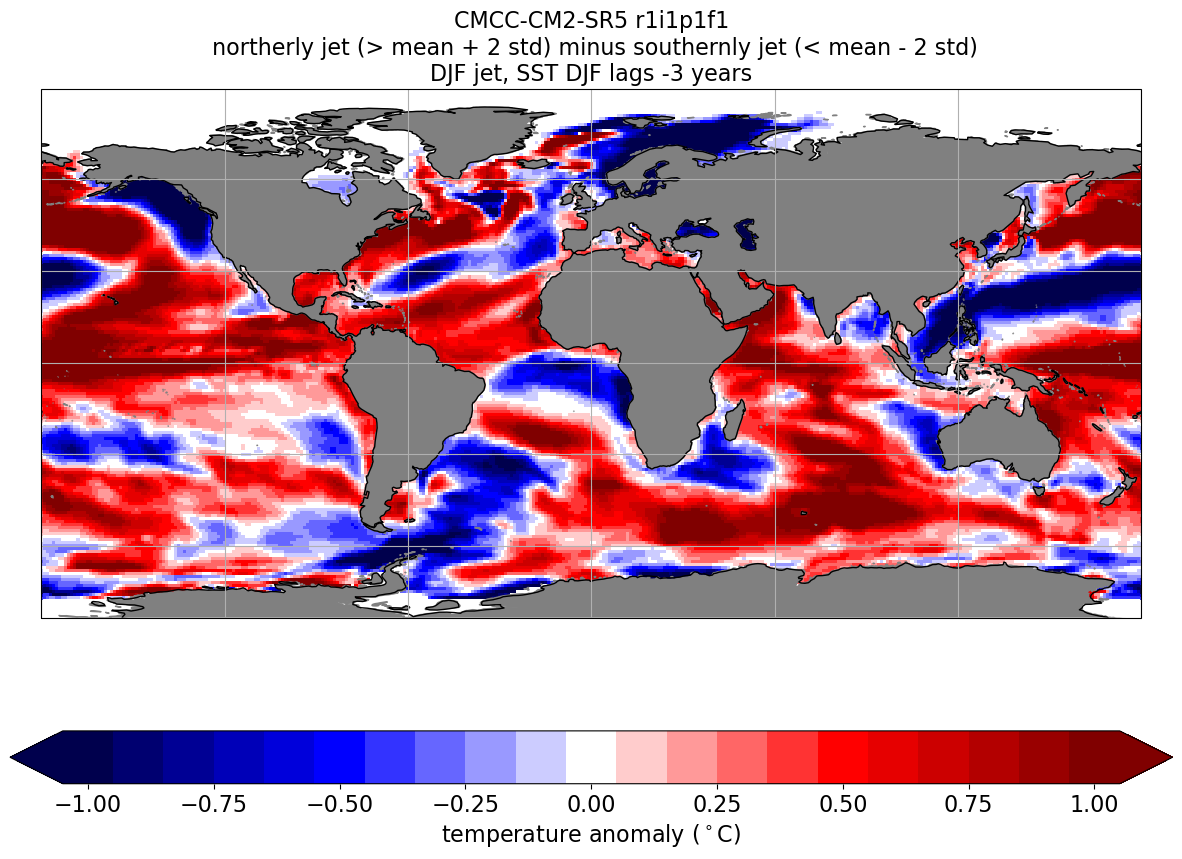 CMCC-CM2-SR5 r1i1p1f1
northerly jet (> mean + 2 std) minus southernly jet (< mean - 2 std)
DJF jet, SST DJF lags -3 years
−1.00 −0.75 −0.50 −0.25 0.00 0.25 0.50 0.75 1.00
temperature anomaly (°C)